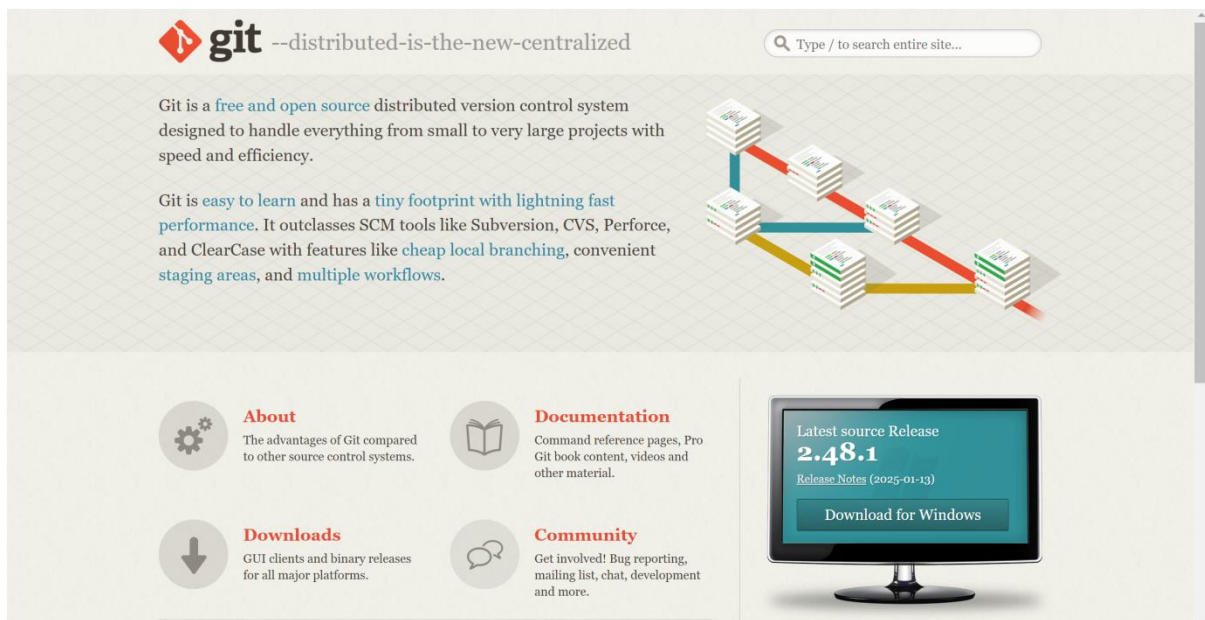 git --distributed-is-the-new-centralized
Type / to search entire site...
Git is a free and open source distributed version control system
designed to handle everything from small to very large projects with
speed and efficiency.
Git is easy to learn and has a tiny footprint with lightning fast
performance. It outclasses SCM tools like Subversion, CVS, Perforce,
and ClearCase with features like cheap local branching, convenient
staging areas, and multiple workflows.
About
The advantages of Git compared
to other source control systems.
Documentation
Command reference pages, Pro
Git book content, videos and
other material.
Downloads
GUI clients and binary releases
for all major platforms.
Community
Get involved! Bug reporting,
mailing list, chat, development
and more.
Latest source Release
2.48.1
Release Notes (2025-01-13)
Download for Windows